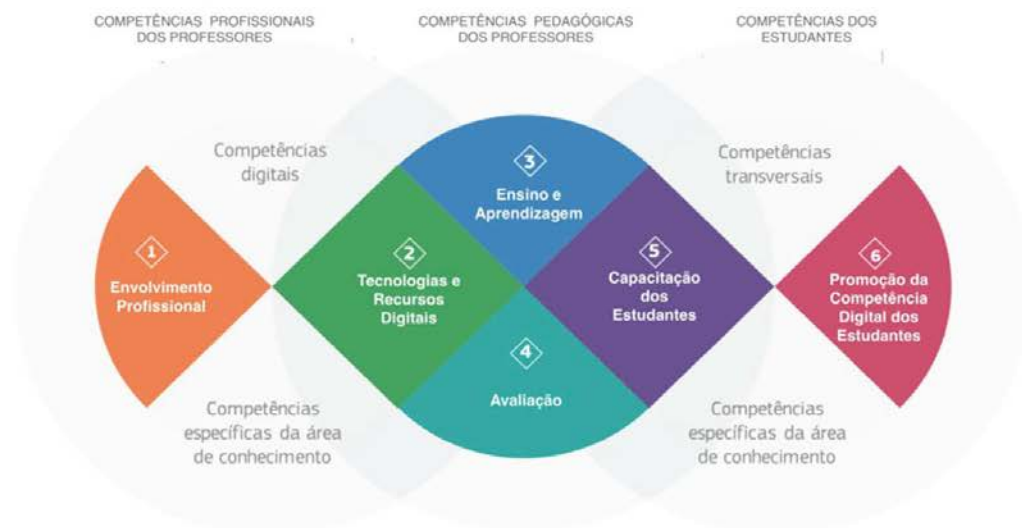 COMPETÊNCIAS PROFISSIONAIS
DOS PROFESSORES
COMPETÊNCIAS PEDAGÓGICAS
DOS PROFESSORES
COMPETÊNCIAS DOS
ESTUDANTES
Competências
digitais
Competências
transversais
1
Envolvimento
Profissional
2
Tecnologias e
Recursos
Digitais
3
Ensino e
Aprendizagem
4
Avaliação
5
Capacitação
dos
Estudantes
6
Promoção da
Competência
Digital dos
Estudantes
Competências
específicas da área
de conhecimento
Competências
específicas da área
de conhecimento